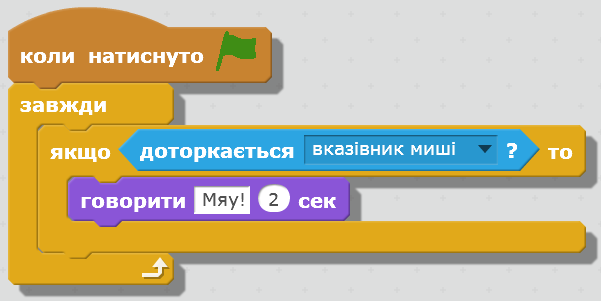 коли натиснуто
завжди
якщо доторкається вказівник миші ? то
говорити Мяу! 2 сек